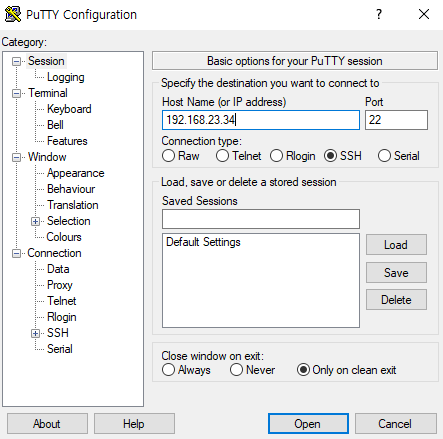 PuTTY Configuration
?
Category:
Session
Logging
Terminal
Keyboard
Bell
Features
Window
Appearance
Behaviour
Translation
Selection
Colours
Connection
Data
Proxy
Telnet
Rlogin
SSH
Serial
Basic options for your PuTTY session
Specify the destination you want to connect to
Host Name (or IP address) Port
192.168.23.34 22
Connection type:
Raw Telnet Rlogin SSH Serial
Load, save or delete a stored session
Saved Sessions
Default Settings
Load
Save
Delete
Close window on exit:
Always Never Only on clean exit
About Help Open Cancel